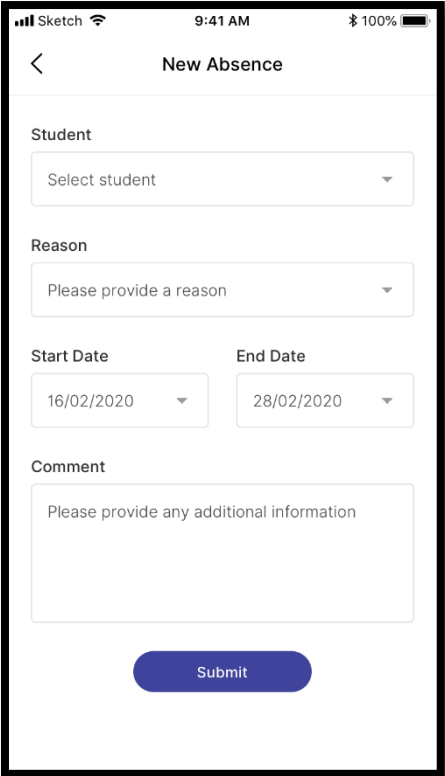 Sketch 9:41 AM 100%
New Absence
Student
Select student
Reason
Please provide a reason
Start Date End Date
16/02/2020 28/02/2020
Comment
Please provide any additional information
Submit